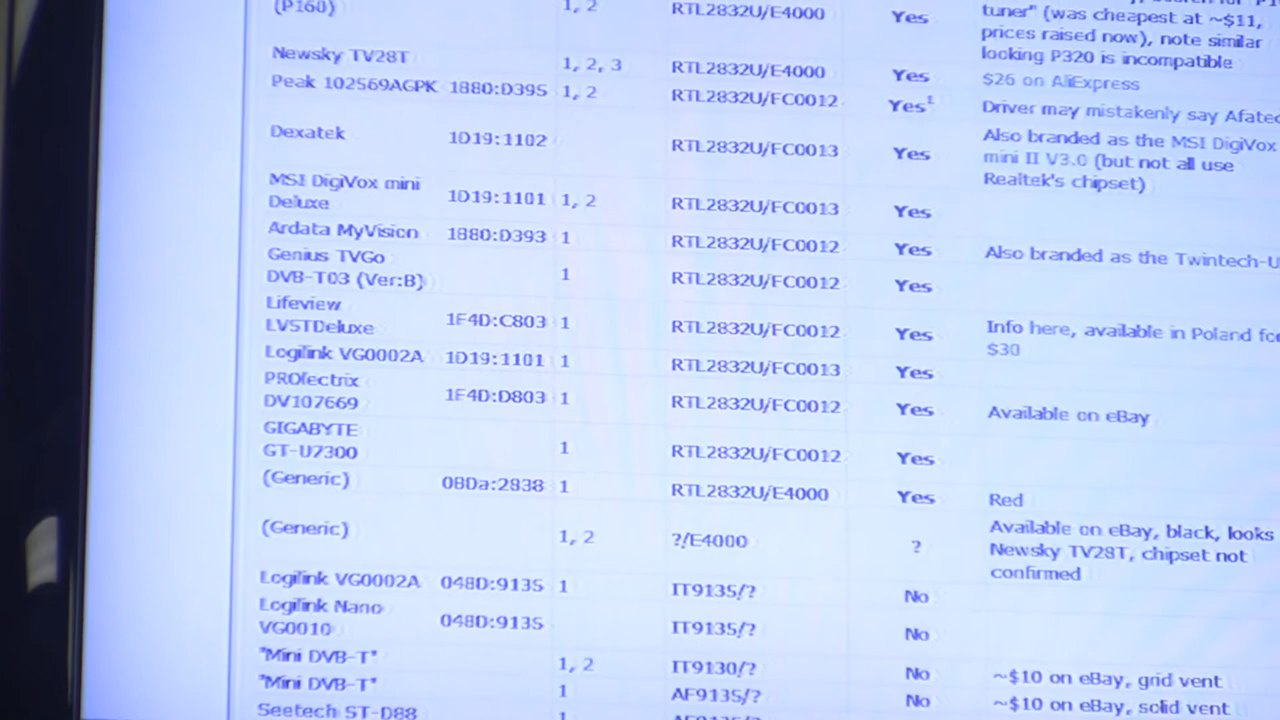 (P160) 1, 2 RTL2832U/E4000 Yes
tuner" (was cheapest at ~$11,
prices raised now), note similar
looking P320 is incompatible
Newsky TV28T 1, 2, 3 RTL2832U/E4000 Yes $26 on AliExpress
Peak 102569AGPK 1B80:D395 1, 2 RTL2832U/FC0012 Yes¹ Driver may mistakenly say Afatec
Dexatek 1D19:1102 RTL2832U/FC0013 Yes
Also branded as the MSI DigiVox
mini II V3.0 (but not all use
Realtek's chipset)
MSI DigiVox mini
Deluxe 1D19:1101 1, 2 RTL2832U/FC0013 Yes
Ardata MyVision 1B80:D393 1 RTL2832U/FC0012 Yes Also branded as the Twintech-U
Genius TVGo
DVB-T03 (Ver:B) 1 RTL2832U/FC0012 Yes
Lifeview
LV5TDeluxe 1F4D:C803 1 RTL2832U/FC0012 Yes
Info here, available in Poland
$30
Logilink VG0002A 1D19:1101 1 RTL2832U/FC0013 Yes
PROlectrix
DV107669 1F4D:D803 1 RTL2832U/FC0012 Yes Available on eBay
GIGABYTE
GT-U7300 1 RTL2832U/FC0012 Yes
(Generic) 0BDa:2838 1 RTL2832U/E4000 Yes Red
(Generic) 1, 2 ?/E4000 ?
Available on eBay, black, looks
Newsky TV28T, chipset not
confirmed
Logilink VG0002A 048D:9135 1 IT9135/? No
Logilink Nano
VG0010 048D:9135 IT9135/? No
"Mini DVB-T" 1, 2 IT9130/? No ~$10 on eBay, grid vent
"Mini DVB-T" 1 AF9135/? No ~$10 on eBay, solid vent
Seetech ST-D88 1